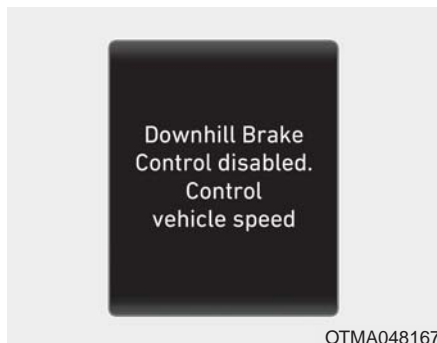 Downhill Brake
Control disabled.
Control
vehicle speed
OTMA048167